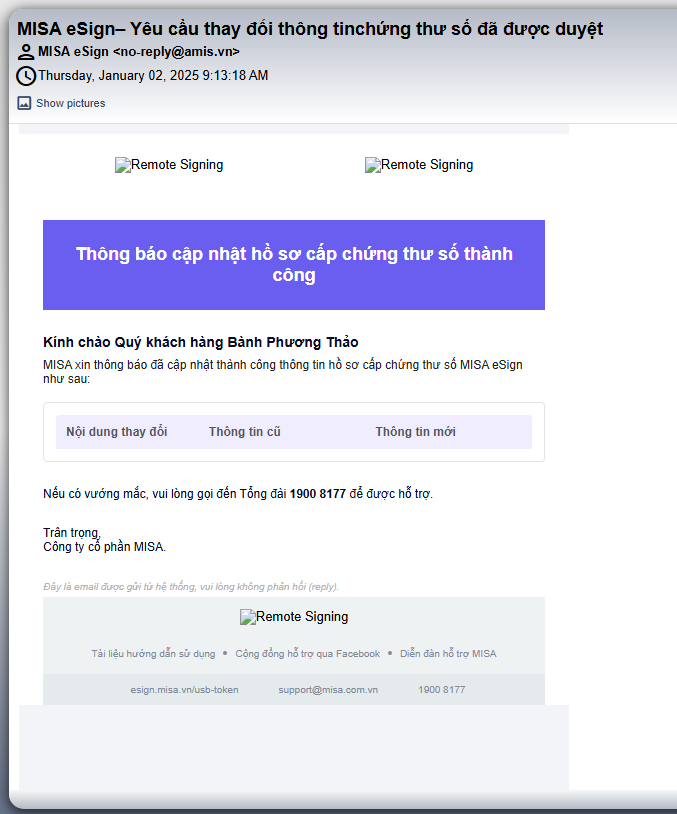 MISA eSign– Yêu cầu thay đổi thông tinchứng thư số đã được duyệt
MISA eSign <no-reply@amis.vn>
Thursday, January 02, 2025 9:13:18 AM
Show pictures
Remote Signing Remote Signing
Thông báo cập nhật hồ sơ cấp chứng thư số thành
công
Kính chào Quý khách hàng Bành Phương Thảo
MISA xin thông báo đã cập nhật thành công thông tin hồ sơ cấp chứng thư số MISA eSign
như sau:
Nội dung thay đổi Thông tin cũ Thông tin mới
Nếu có vướng mắc, vui lòng gọi đến Tổng đài 1900 8177 để được hỗ trợ.
Trân trọng,
Công ty cổ phần MISA.
Đây là email được gửi từ hệ thống, vui lòng không phản hồi (reply).
Remote Signing
Tài liệu hướng dẫn sử dụng • Cộng đồng hỗ trợ qua Facebook • Diễn đàn hỗ trợ MISA
esign.misa.vn/usb-token support@misa.com.vn 1900 8177